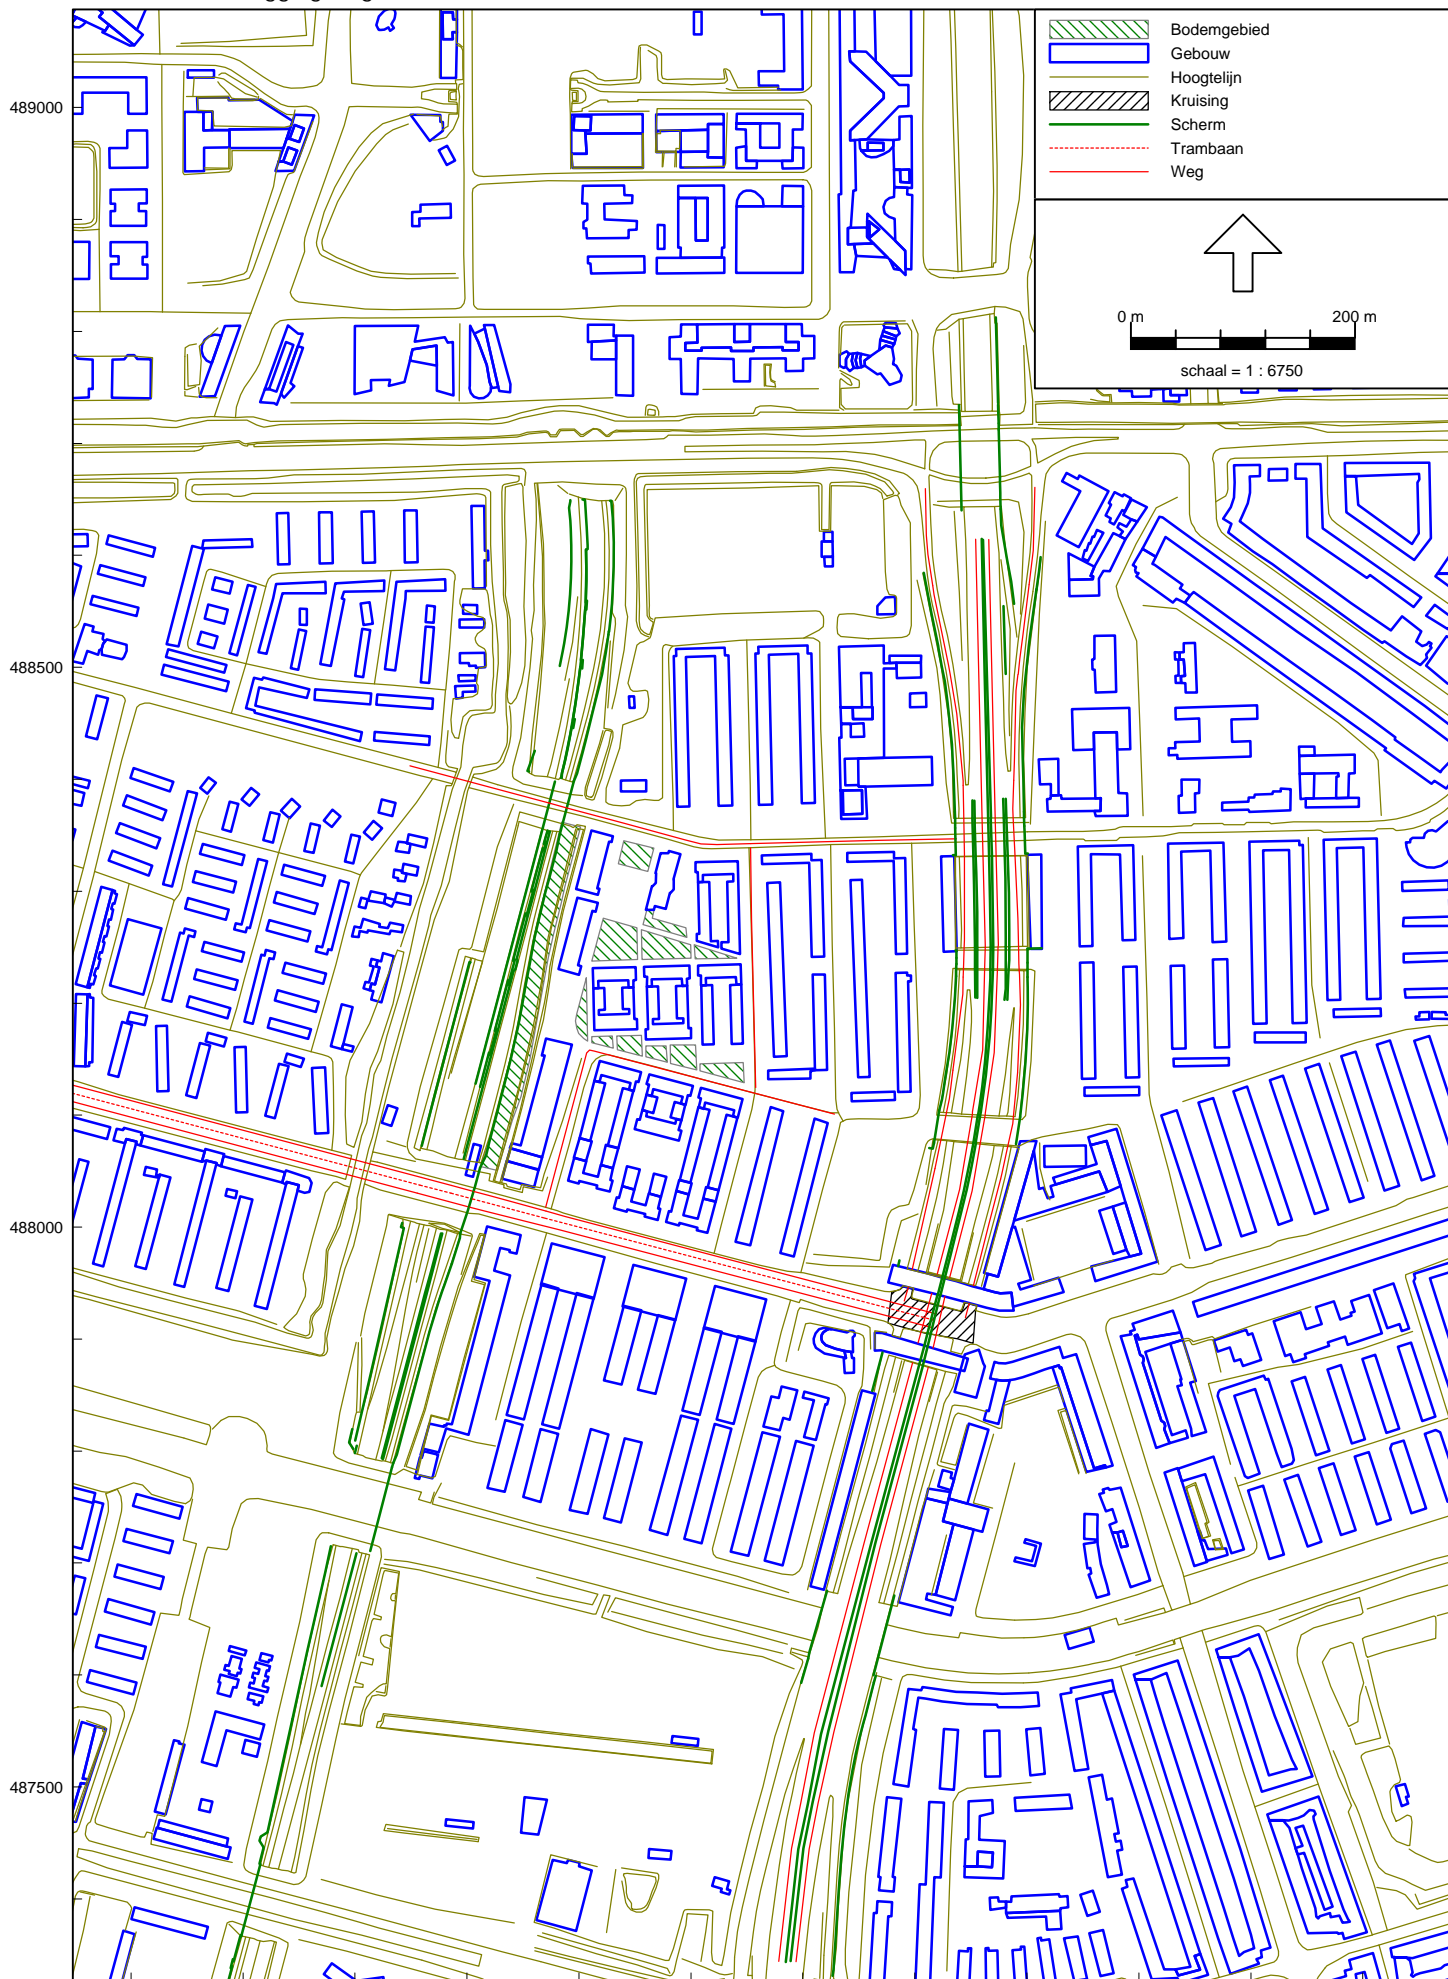 Bodemgebied
Gebouw
Hoogtelijn
Kruising
Scherm
Trambaan
Weg
0 m 200 m
schaal = 1 : 6750
489000
488500
488000
487500